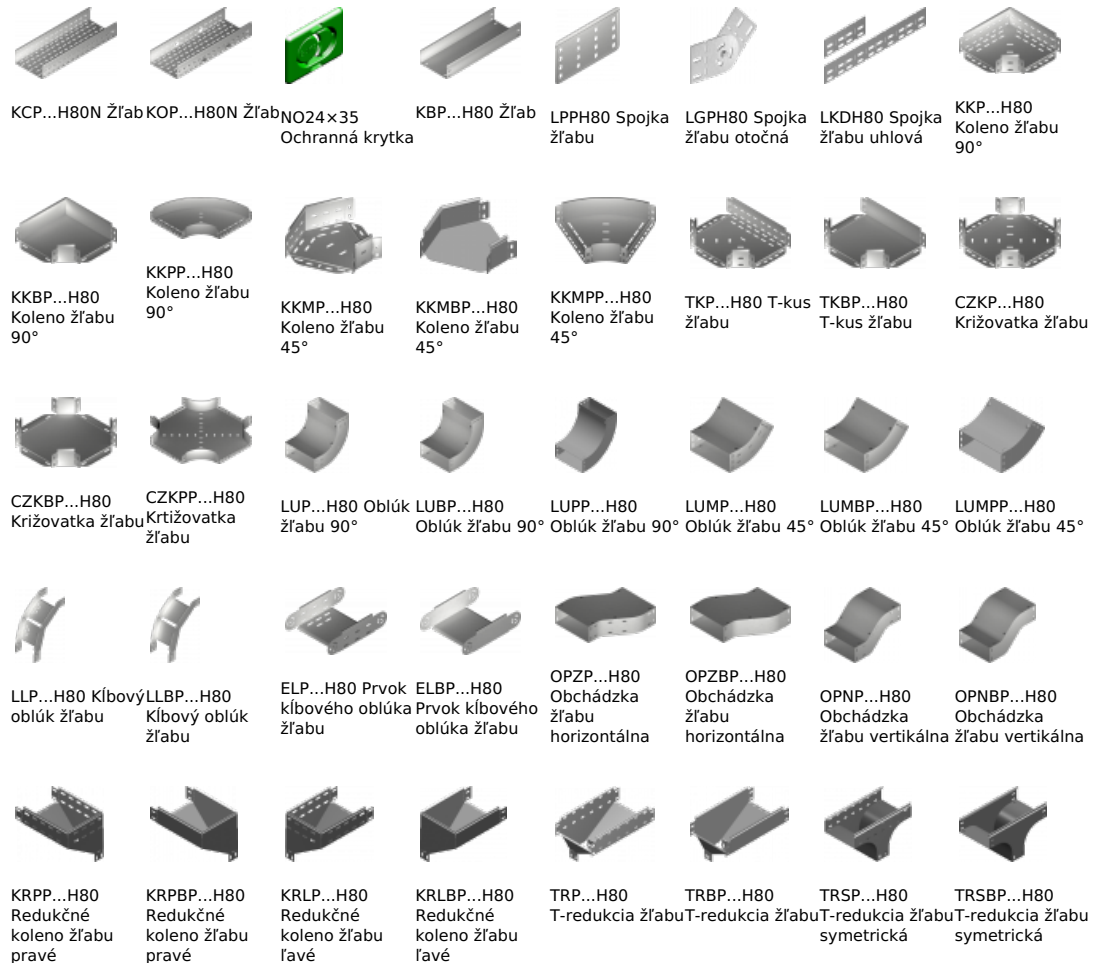 KCP...H80N Žľab
KOP...H80N Žľab
NO24×35
Ochranná krytka
KBP...H80 Žľab
LPPH80 Spojka
žľabu
LGPH80 Spojka
žľabu otočná
LKDH80 Spojka
žľabu uhlová
KKP...H80
Koleno žľabu
90°
KKBP...H80
Koleno žľabu
90°
KKPP...H80
Koleno žľabu
90°
KKMP...H80
Koleno žľabu
45°
KKMBP...H80
Koleno žľabu
45°
KKMPP...H80
Koleno žľabu
45°
TKP...H80 T-kus
žľabu
TKBP...H80
T-kus žľabu
CZKP...H80
Križovatka žľabu
CZKBP...H80
Križovatka žľabu
CZKPP...H80
Krtižovatka
žľabu
LUP...H80 Oblúk
žľabu 90°
LUBP...H80
Oblúk žľabu 90°
LUPP...H80
Oblúk žľabu 90°
LUMP...H80
Oblúk žľabu 45°
LUMBP...H80
Oblúk žľabu 45°
LUMPP...H80
Oblúk žľabu 45°
LLP...H80 Kĺbový
oblúk žľabu
LLBP...H80
Kĺbový oblúk
žľabu
ELP...H80 Prvok
kĺbového oblúka
žľabu
ELBP...H80
Prvok kĺbového
oblúka žľabu
OPZP...H80
Obchádzka
žľabu
horizontálna
OPZBP...H80
Obchádzka
žľabu
horizontálna
OPNP...H80
Obchádzka
žľabu vertikálna
OPNBP...H80
Obchádzka
žľabu vertikálna
KRPP...H80
Redukčné
koleno žľabu
pravé
KRPBP...H80
Redukčné
koleno žľabu
pravé
KRLP...H80
Redukčné
koleno žľabu
ľavé
KRLBP...H80
Redukčné
koleno žľabu
ľavé
TRP...H80
T-redukcia žľabu
TRBP...H80
T-redukcia žľabu
TRSP...H80
T-redukcia žľabu
symetrická
TRSBP...H80
T-redukcia žľabu
symetrická